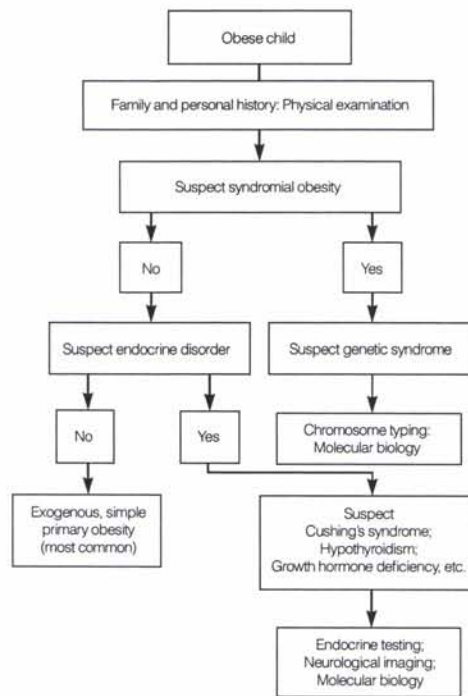 Obese child
Family and personal history: Physical examination
Suspect syndromial obesity
No
Yes
Suspect endocrine disorder
Suspect genetic syndrome
No
Yes
Chromosome typing:
Molecular biology
Exogenous, simple
primary obesity
(most common)
Suspect
Cushing's syndrome;
Hypothyroidism;
Growth hormone deficiency, etc.
Endocrine testing;
Neurological imaging;
Molecular biology